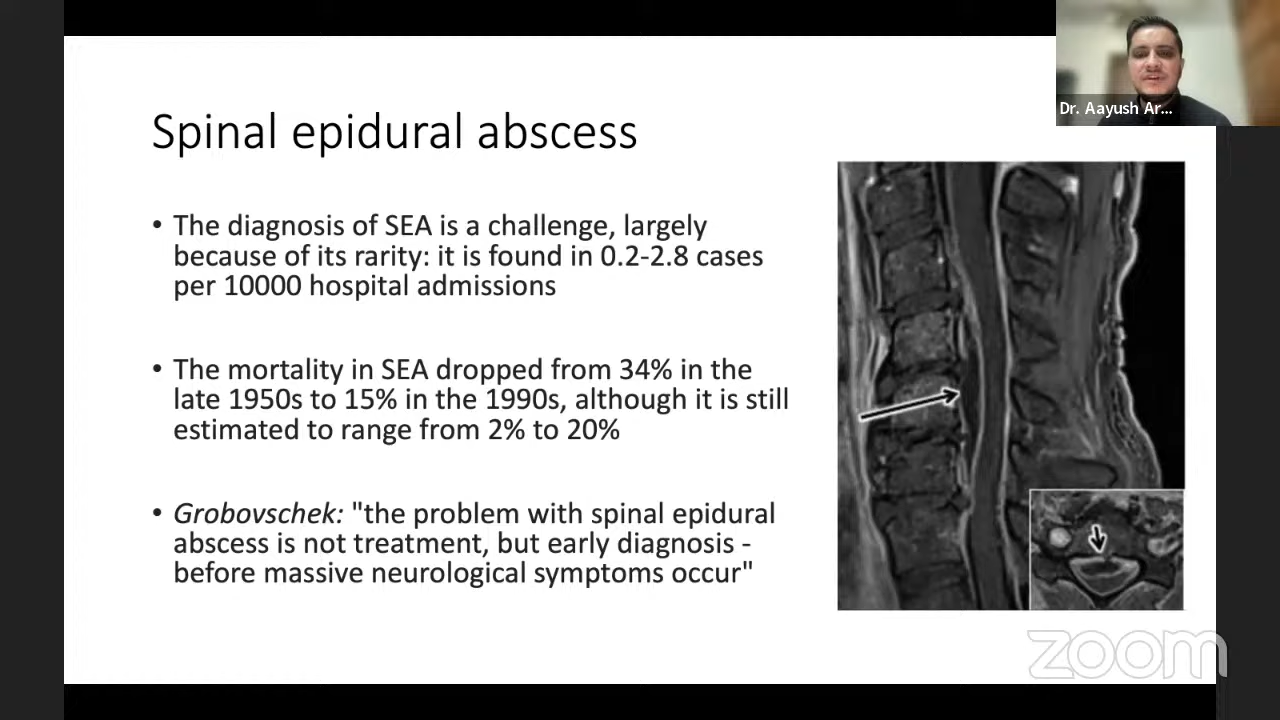 Dr. Aayush Ar...
Spinal epidural abscess
• The diagnosis of SEA is a challenge, largely
because of its rarity: it is found in 0.2-2.8 cases
per 10000 hospital admissions
• The mortality in SEA dropped from 34% in the
late 1950s to 15% in the 1990s, although it is still
estimated to range from 2% to 20%
• Grobovschek: "the problem with spinal epidural
abscess is not treatment, but early diagnosis -
before massive neurological symptoms occur"
zoom